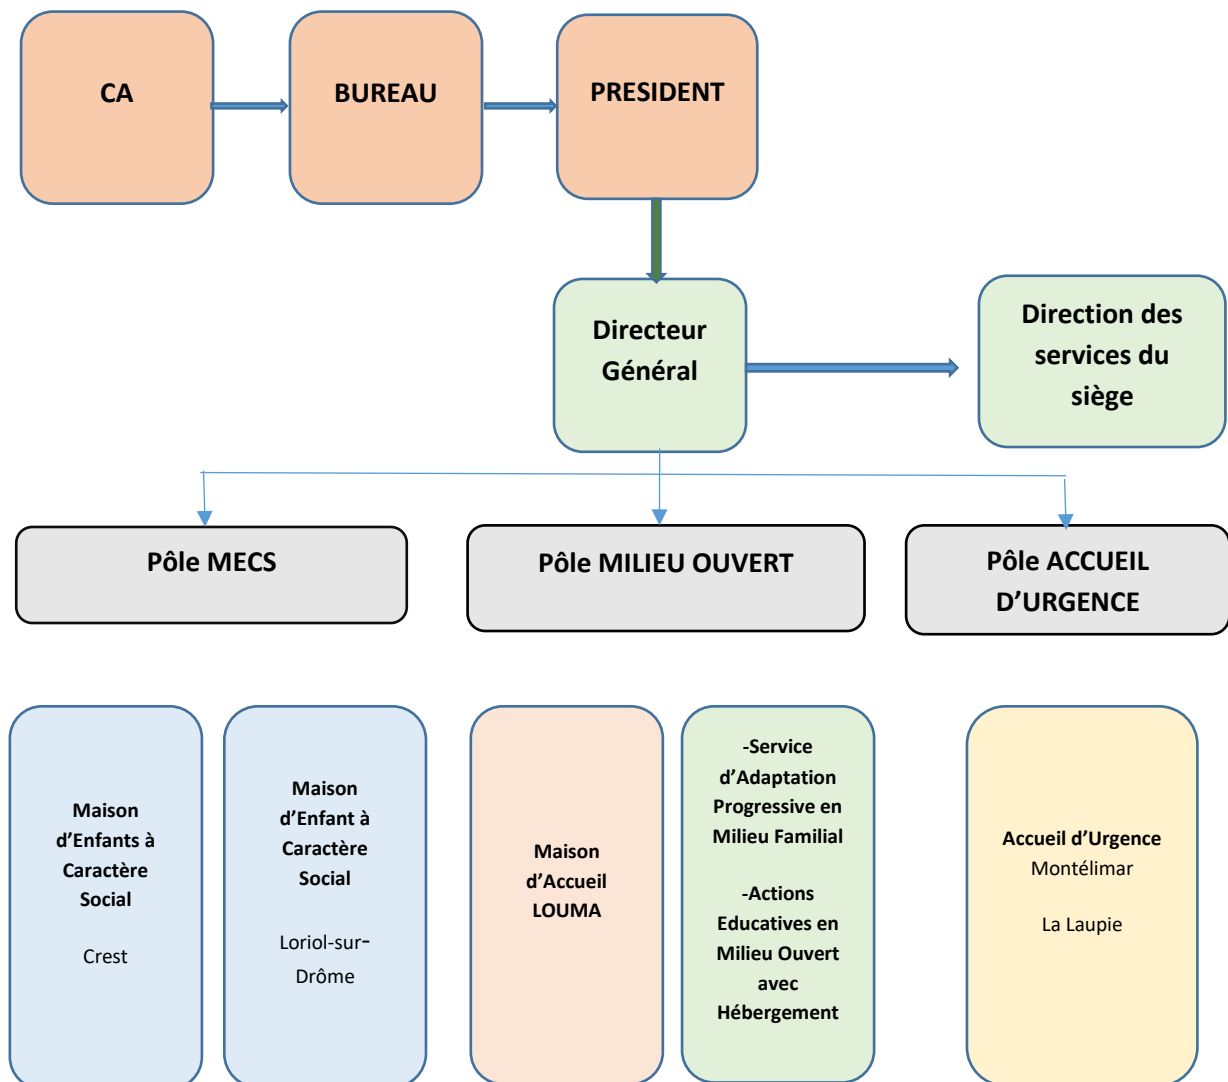 CA
BUREAU
PRESIDENT
Directeur
Général
Direction des
services du
siège
Pôle MECS
Pôle MILIEU OUVERT
Pôle ACCUEIL
D’URGENCE
Maison
d’Enfants à
Caractère
Social
Crest
Maison
d’Enfant à
Caractère
Social
Loriol-sur-
Drôme
Maison
d’Accueil
LOUMA
-Service
d’Adaptation
Progressive en
Milieu Familial
-Actions
Educatives en
Milieu Ouvert
avec
Hébergement
Accueil d’Urgence
Montélimar
La Laupie